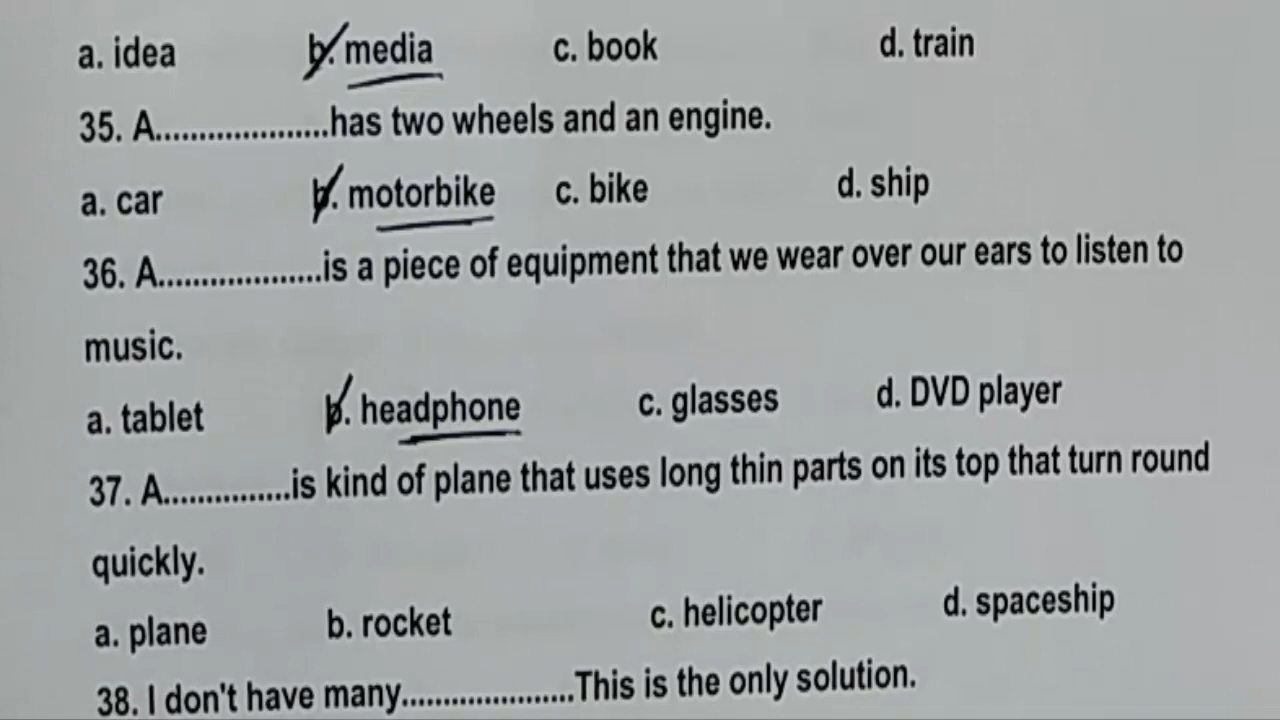 a. idea b. media c. book d. train
35. A....................has two wheels and an engine.
a. car b. motorbike c. bike d. ship
36. A...................is a piece of equipment that we wear over our ears to listen to
music.
a. tablet b. headphone c. glasses d. DVD player
37. A...............is kind of plane that uses long thin parts on its top that turn round
quickly.
a. plane b. rocket c. helicopter d. spaceship
38. I don't have many....................This is the only solution.